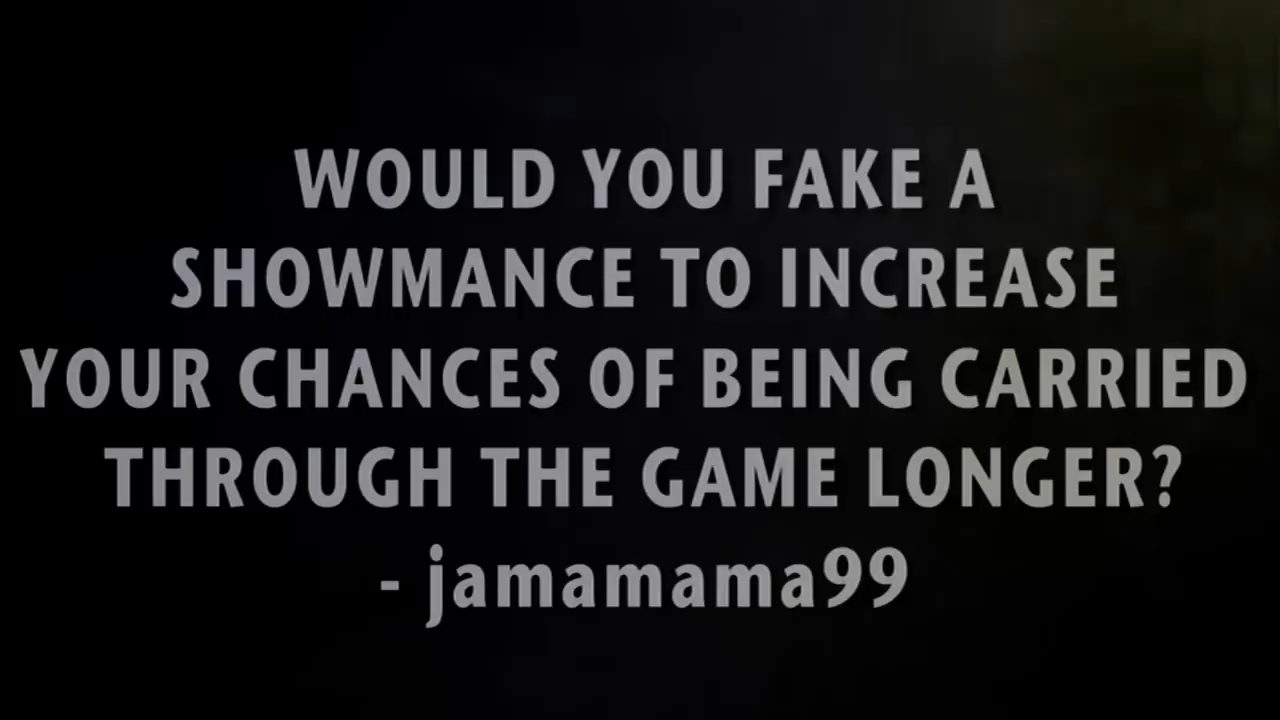 WOULD YOU FAKE A
SHOWMANCE TO INCREASE
YOUR CHANCES OF BEING CARRIED
THROUGH THE GAME LONGER?
- jamamama99